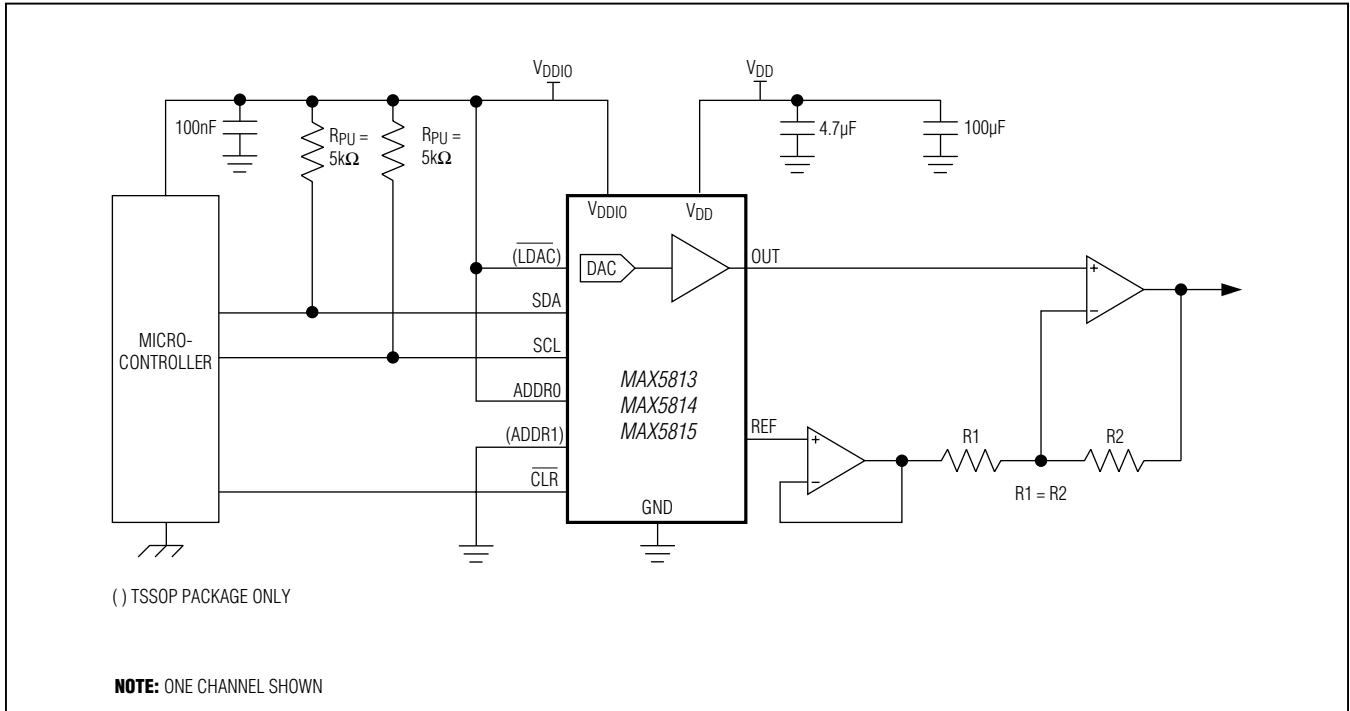 VDDIO
VDD
100nF
RPU =
5kΩ
RPU =
5kΩ
4.7µF
100µF
VDDIO
VDD
(LDAC)
DAC
OUT
+
−
SDA
MICRO-
CONTROLLER
SCL
MAX5813
MAX5814
MAX5815
ADDR0
(ADDR1)
REF
+
−
R1
R2
R1 = R2
CLR
GND
( ) TSSOP PACKAGE ONLY
NOTE: ONE CHANNEL SHOWN